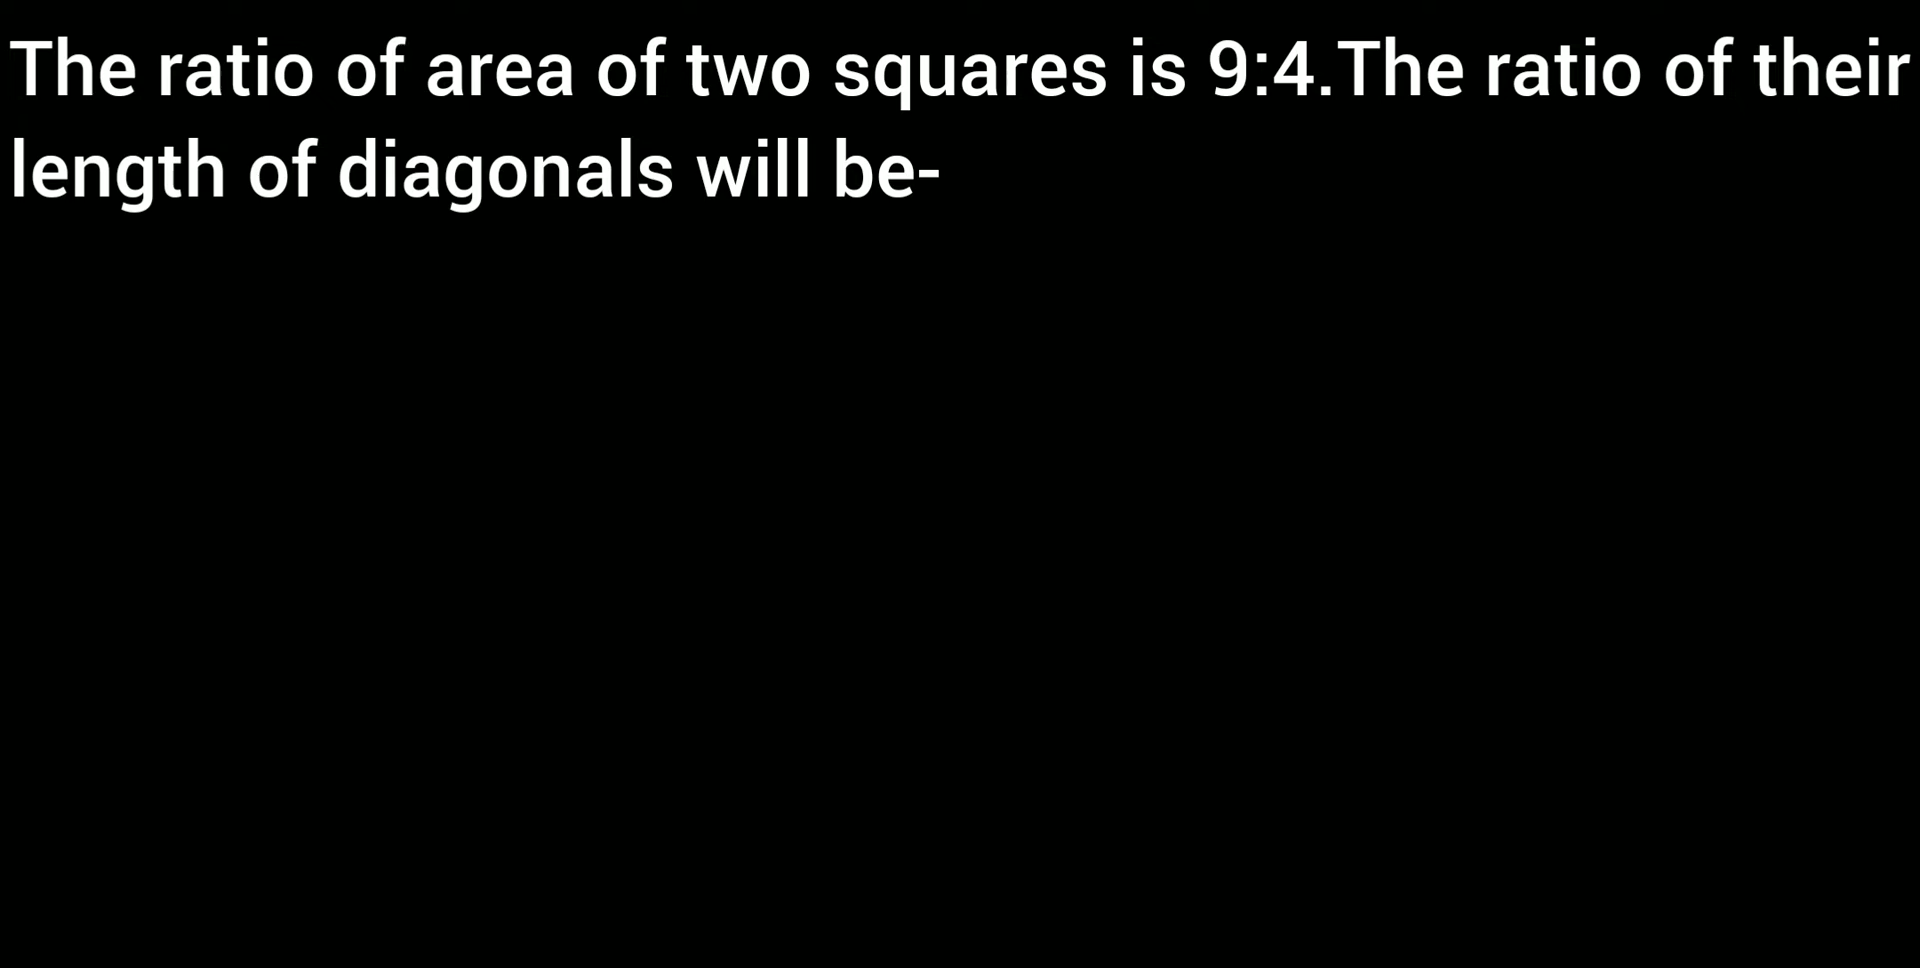 The ratio of area of two squares is 9:4.The ratio of their
length of diagonals will be-